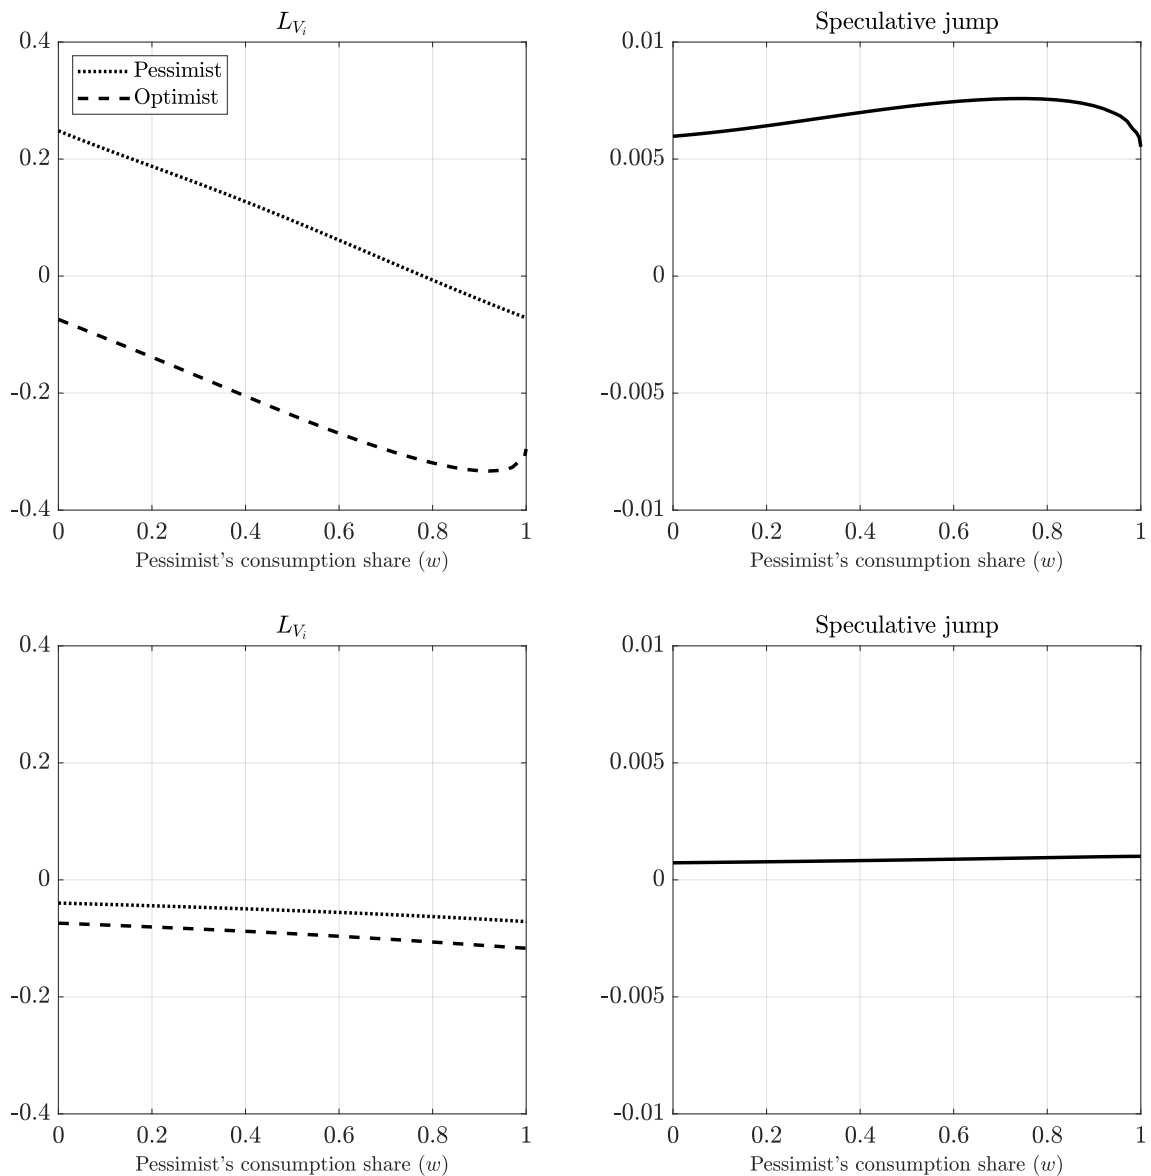 L_{V_i}
Speculative jump
0.4
0.2
0
-0.2
-0.4
Pessimist
Optimist
0 0.2 0.4 0.6 0.8 1
Pessimist's consumption share (w)
0.01
0.005
0
-0.005
-0.01
0 0.2 0.4 0.6 0.8 1
Pessimist's consumption share (w)
L_{V_i}
Speculative jump
0.4
0.2
0
-0.2
-0.4
0 0.2 0.4 0.6 0.8 1
Pessimist's consumption share (w)
0.01
0.005
0
-0.005
-0.01
0 0.2 0.4 0.6 0.8 1
Pessimist's consumption share (w)